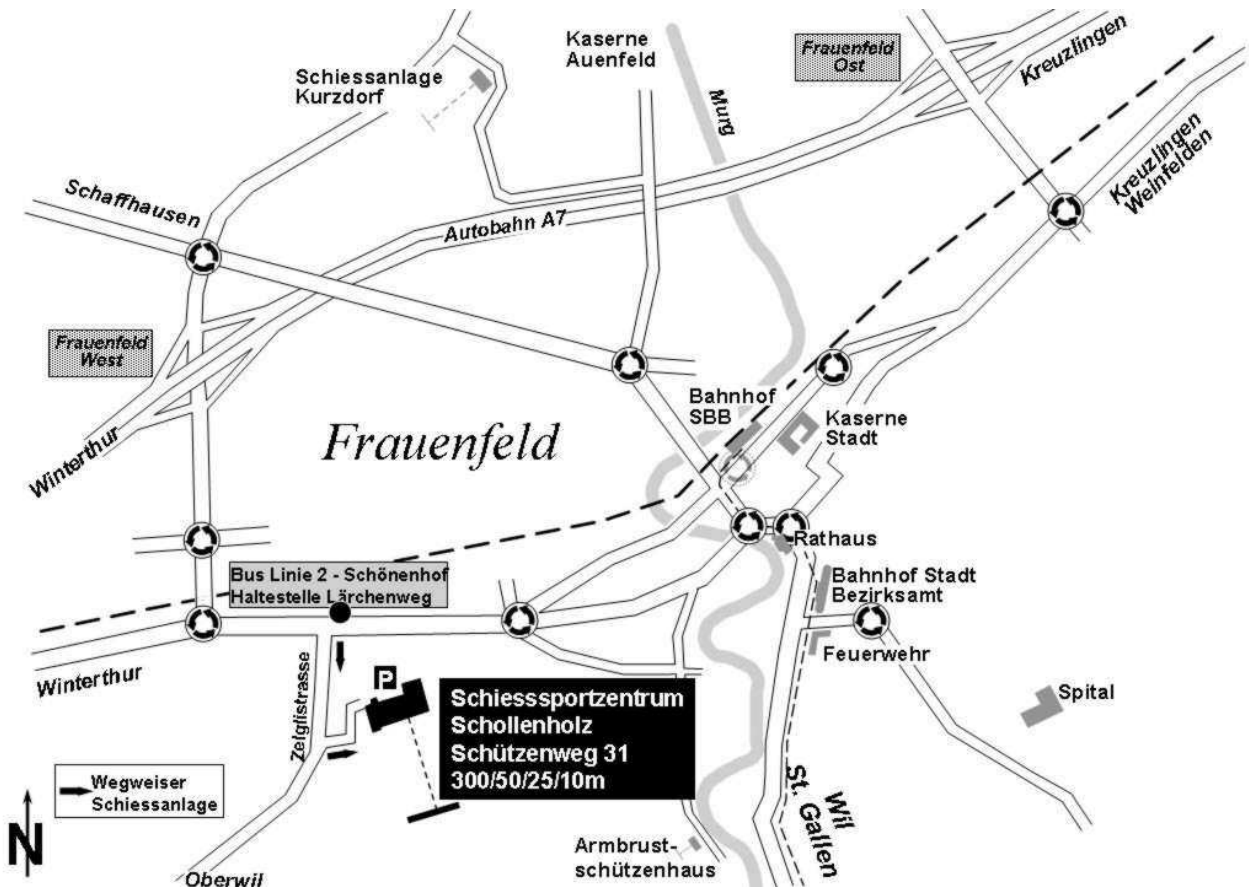 Kaserne
Auenfeld
Frauenfeld
Ost
Kreuzlingen
Schiessanlage
Kurzdorf
Murg
Kreuzlingen
Weinfelden
Schaffhausen
Autobahn A7
Frauenfeld
West
Winterthur
Frauenfeld
Bahnhof
SBB
Kaserne
Stadt
Rathaus
Bus Linie 2 - Schönenhof
Haltestelle Lärchenweg
Bahnhof Stadt
Bezirksamt
Feuerwehr
Winterthur
Zelglistrasse
P
Schiesssportzentrum
Schollenholz
Schützenweg 31
300/50/25/10m
Spital
Wegweiser
Schiessanlage
N
Wil
St. Gallen
Armbrust-
schützenhaus
Oberwil